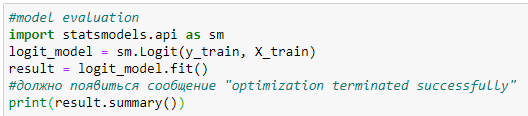 #model evaluation
import statsmodels.api as sm
logit_model = sm.Logit(y_train, X_train)
result = logit_model.fit()
#должно появиться сообщение "optimization terminated successfully"
print(result.summary())